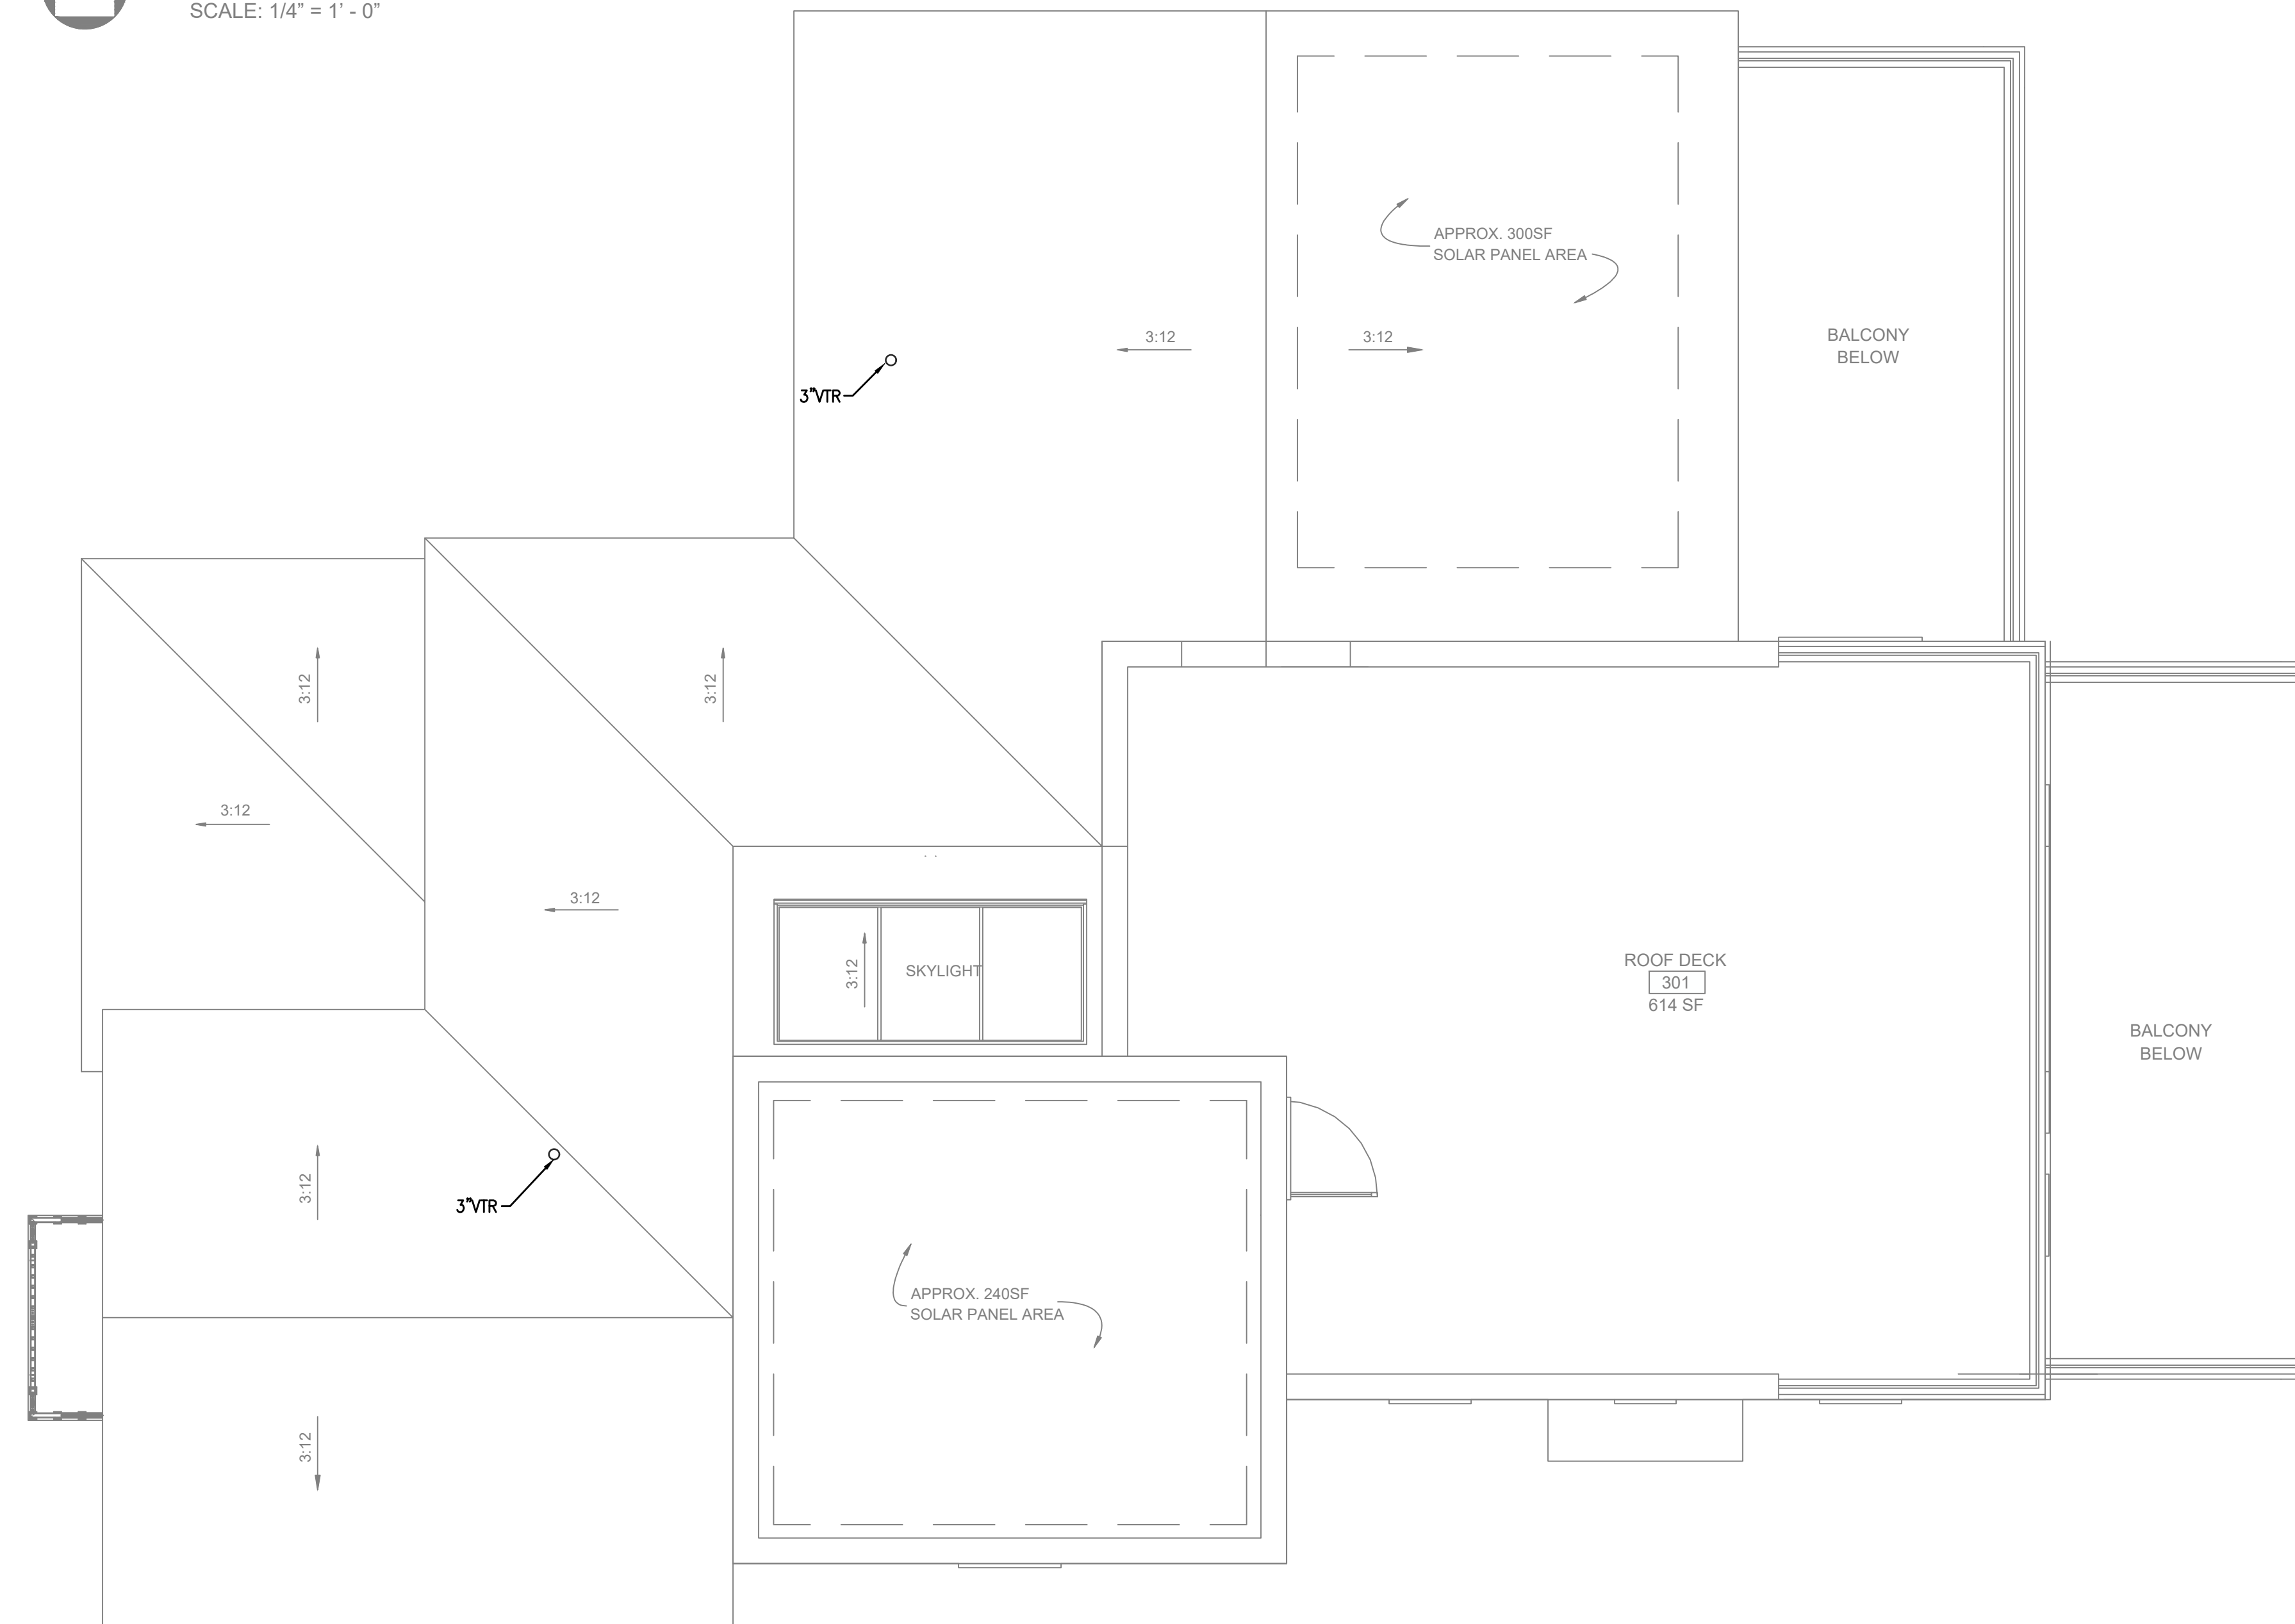 SCALE: 1/4” = 1’ - 0”
APPROX. 300SF
SOLAR PANEL AREA
3:12
3:12
BALCONY
BELOW
3"VTR
3:12
3:12
3:12
3:12
3:12
SKYLIGHT
ROOF DECK
301
614 SF
BALCONY
BELOW
3:12
3"VTR
APPROX. 240SF
SOLAR PANEL AREA
3:12